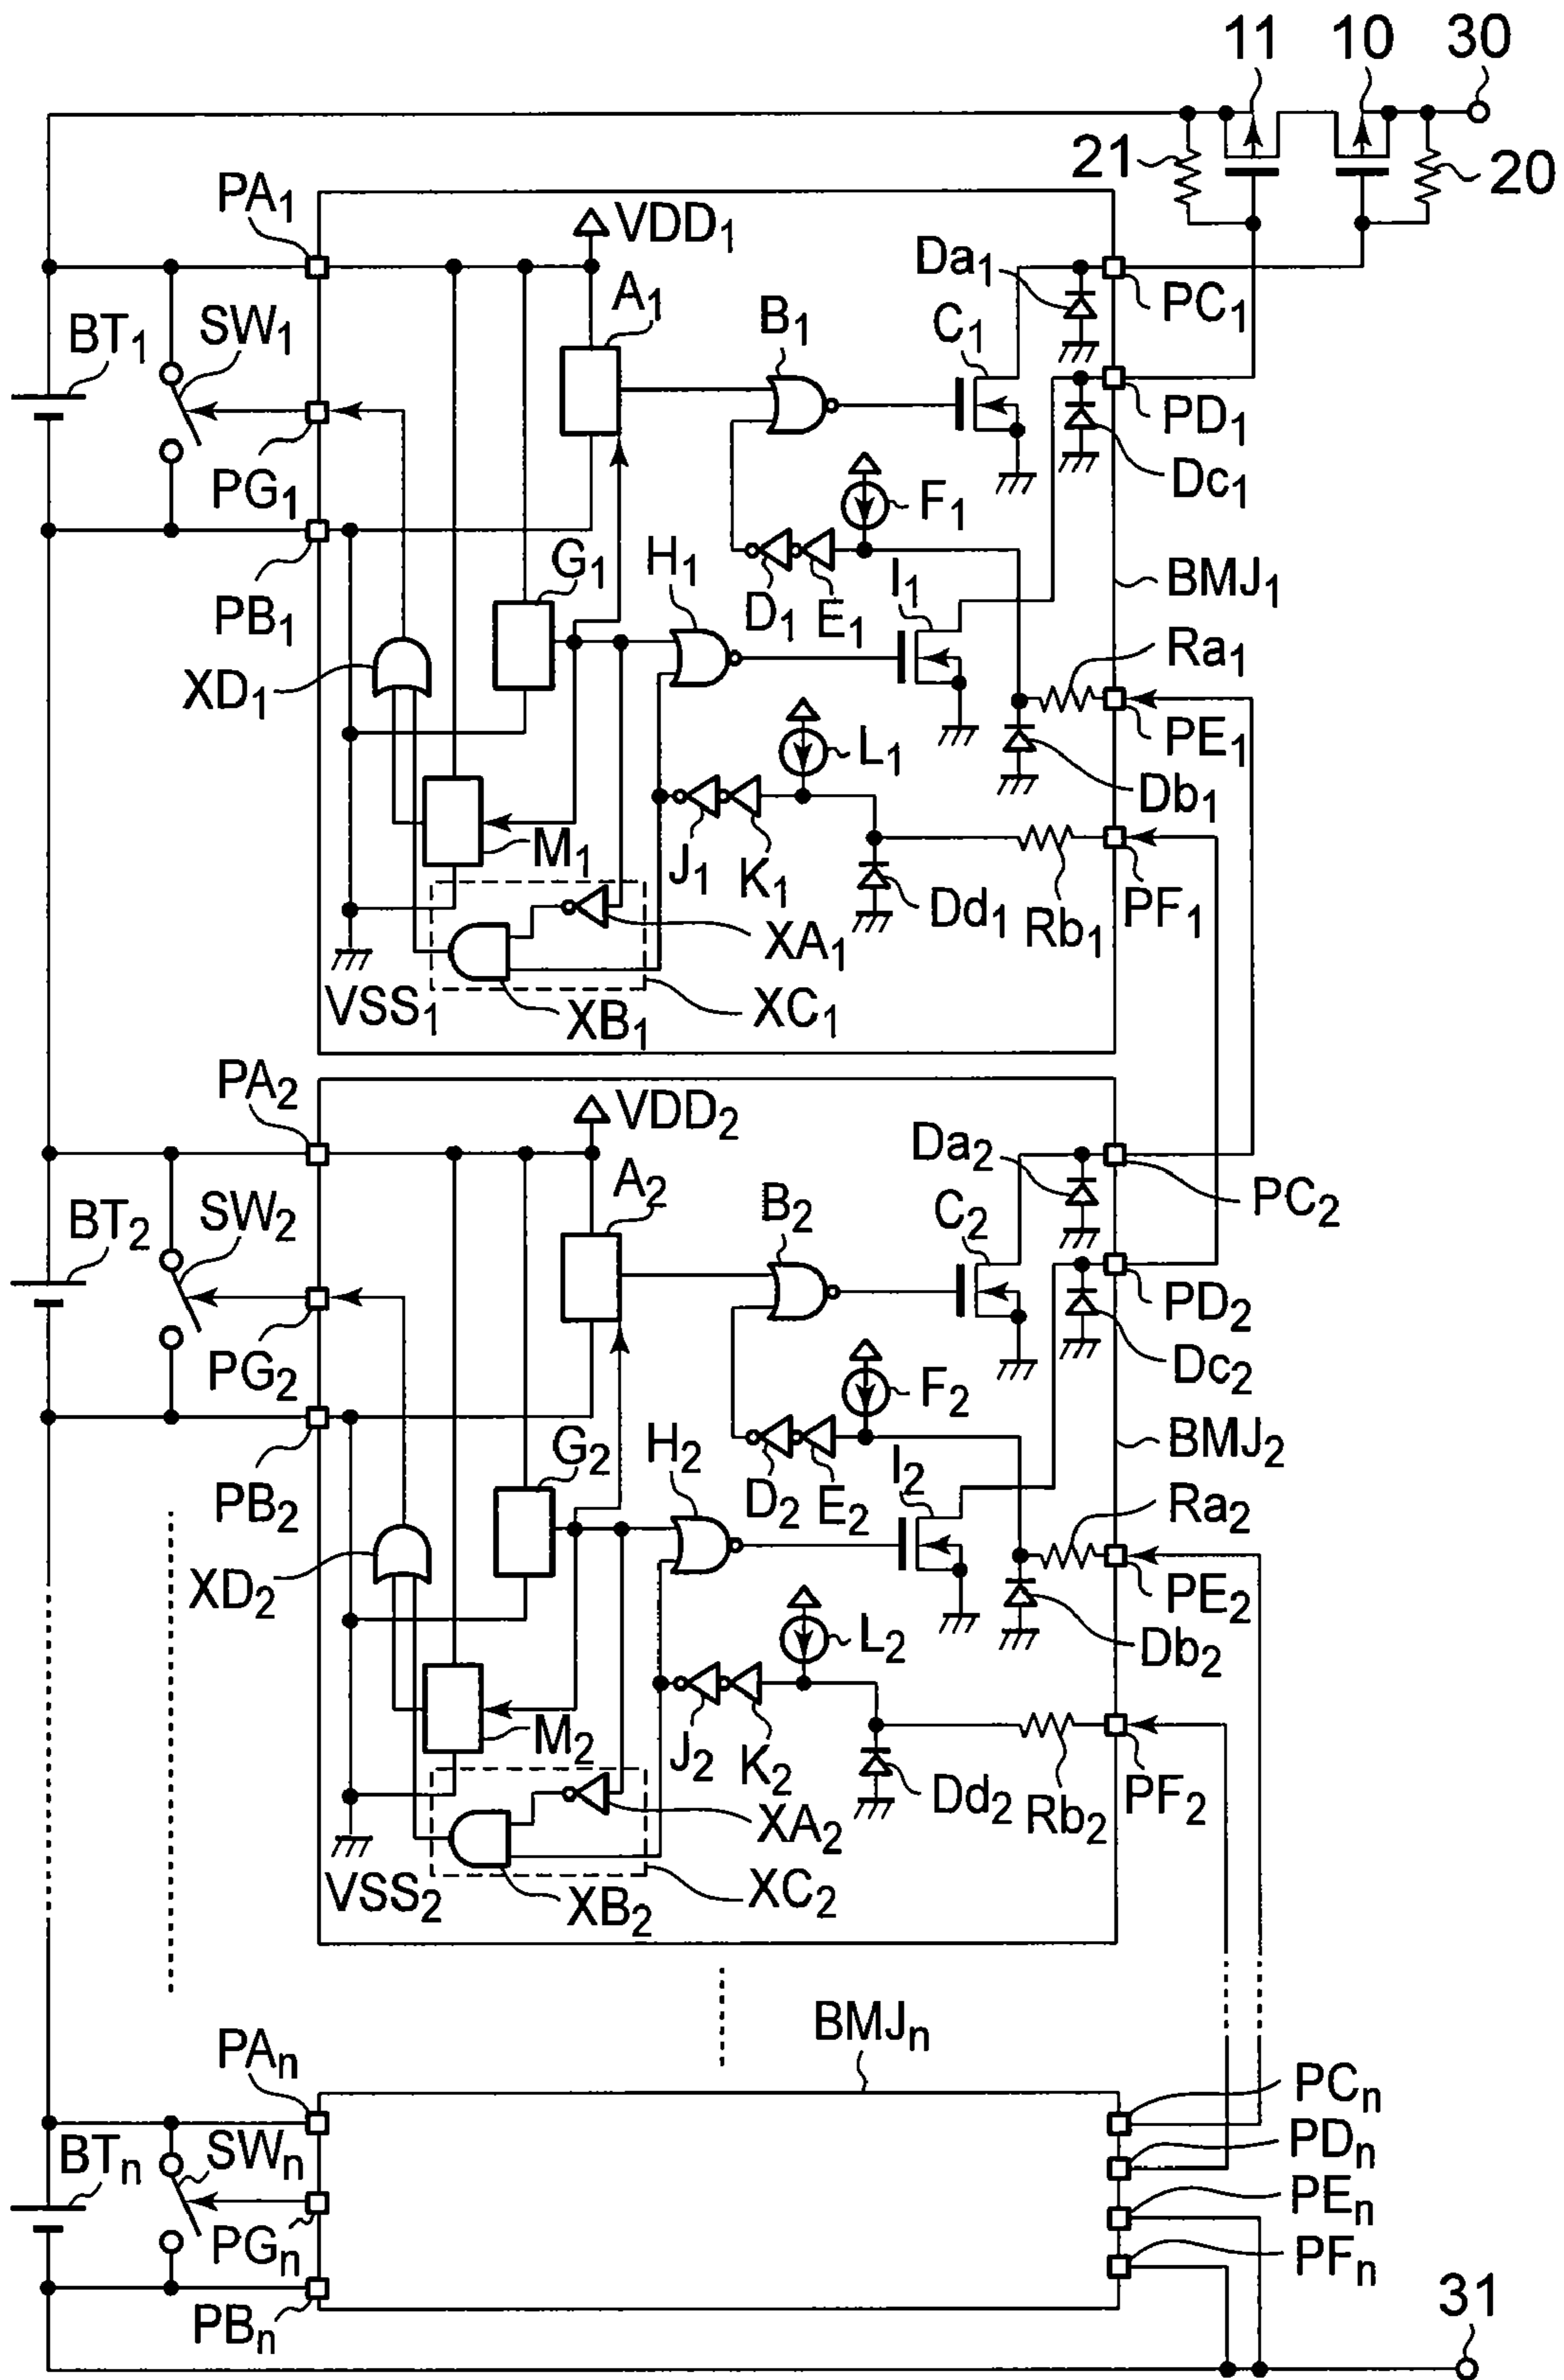 11 10 30
21 20
PA1 VDD1
Da1 PC1
A1 B1 C1
BT1 SW1
PD1
PG1 Dc1
F1
H1 I1 BMJ1
G1 D1 E1
PB1 Ra1
XD1 PE1
L1
Db1
M1 J1 K1
Dd1 Rb1 PF1
XA1
VSS1 XB1 XC1
PA2 VDD2
Da2 PC2
A2 B2 C2
BT2 SW2
PD2
PG2 Dc2
F2
H2 I2 BMJ2
G2 D2 E2
PB2 Ra2
XD2 PE2
L2
Db2
M2 J2 K2
Dd2 Rb2 PF2
XA2
VSS2 XB2 XC2
BMJn
PAn
PCn
BTn SWn PDn
PEn
PGn PFn
PBn 31